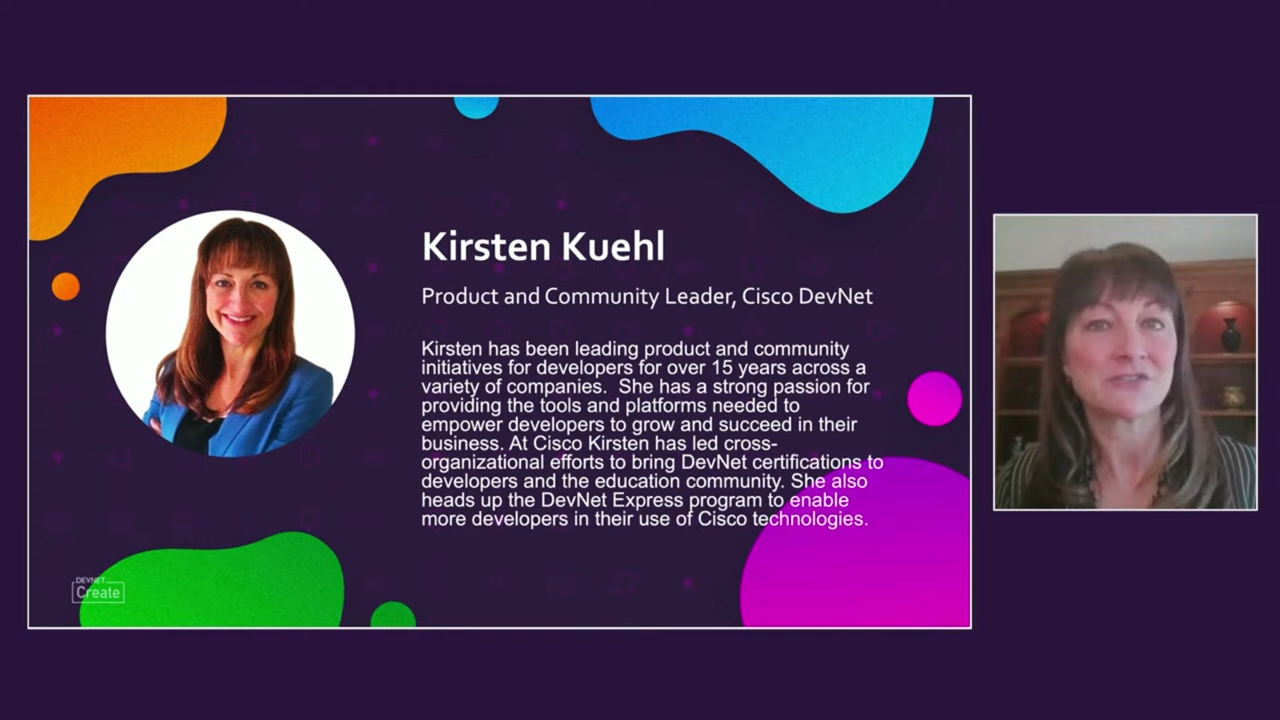 Kirsten Kuehl
Product and Community Leader, Cisco DevNet
Kirsten has been leading product and community
initiatives for developers for over 15 years across a
variety of companies.  She has a strong passion for
providing the tools and platforms needed to
empower developers to grow and succeed in their
business. At Cisco Kirsten has led cross-
organizational efforts to bring DevNet certifications to
developers and the education community. She also
heads up the DevNet Express program to enable
more developers in their use of Cisco technologies.
DEVNET
Create